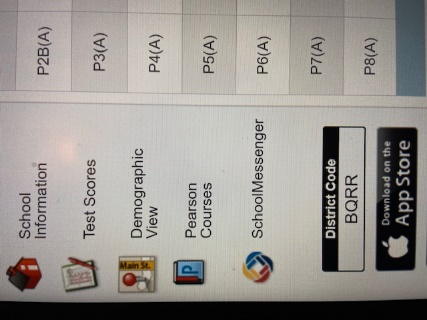 P2B(A)
P3(A)
P4(A)
P5(A)
P6(A)
P7(A)
P8(A)
School
Information
Test Scores
Demographic
View
Main St.
Pearson
Courses
P
SchoolMessenger
District Code
BQRR
Download on the
App Store